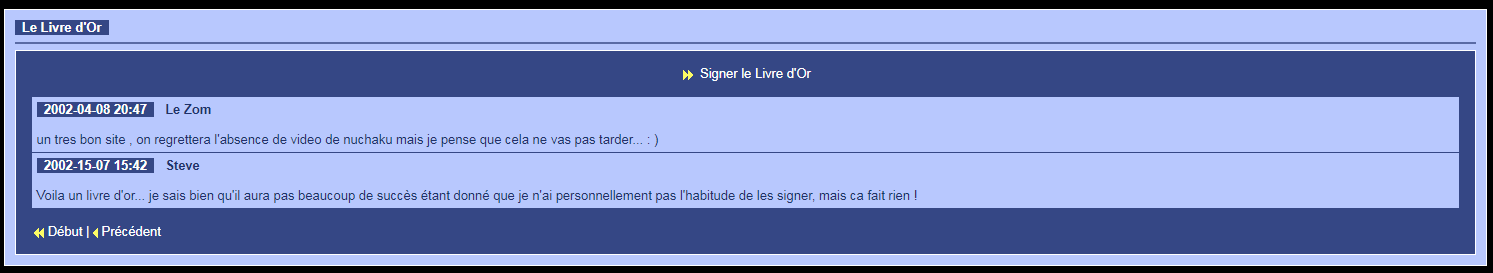 Le Livre d'Or
Signer le Livre d'Or
2002-04-08 20:47 Le Zom
un tres bon site , on regrettera l'absence de video de nuchaku mais je pense que cela ne vas pas tarder... : )
2002-15-07 15:42 Steve
Voila un livre d'or... je sais bien qu'il aura pas beaucoup de succès étant donné que je n'ai personnellement pas l'habitude de les signer, mais ca fait rien !
Début | Précédent